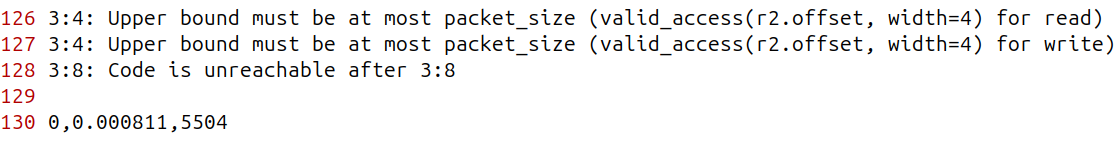 126 3:4: Upper bound must be at most packet_size (valid_access(r2.offset, width=4) for read)
127 3:4: Upper bound must be at most packet_size (valid_access(r2.offset, width=4) for write)
128 3:8: Code is unreachable after 3:8
129
130 0,0.000811,5504